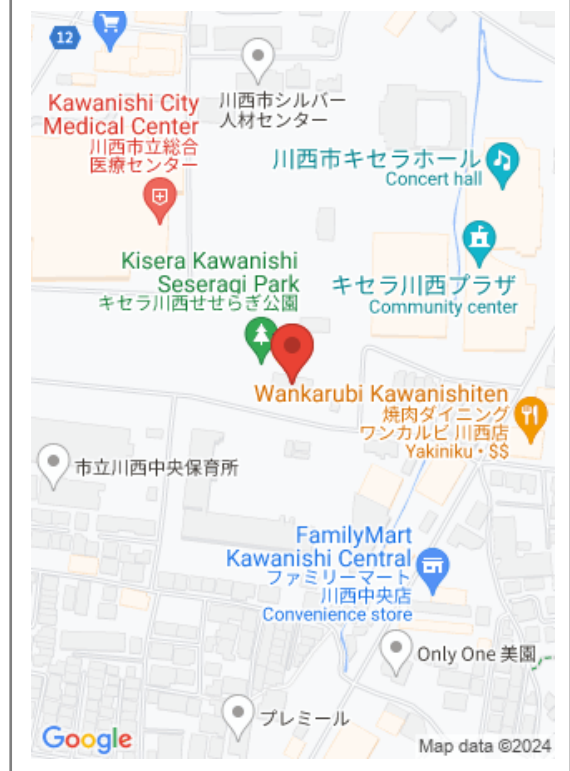 12
川西市シルバー
人材センター
Kawanishi City
Medical Center
川西市立総合
医療センター
川西市キセラホール
Concert hall
Kisera Kawanishi
Seseragi Park
キセラ川西せせらぎ公園
キセラ川西プラザ
Community center
Wankarubi Kawanishiten
焼肉ダイニング
ワンカルビ 川西店
Yakiniku • $$
市立川西中央保育所
FamilyMart
Kawanishi Central
ファミリーマート
川西中央店
Convenience store
Only One 美園
プレミール
Google
Map data ©2024